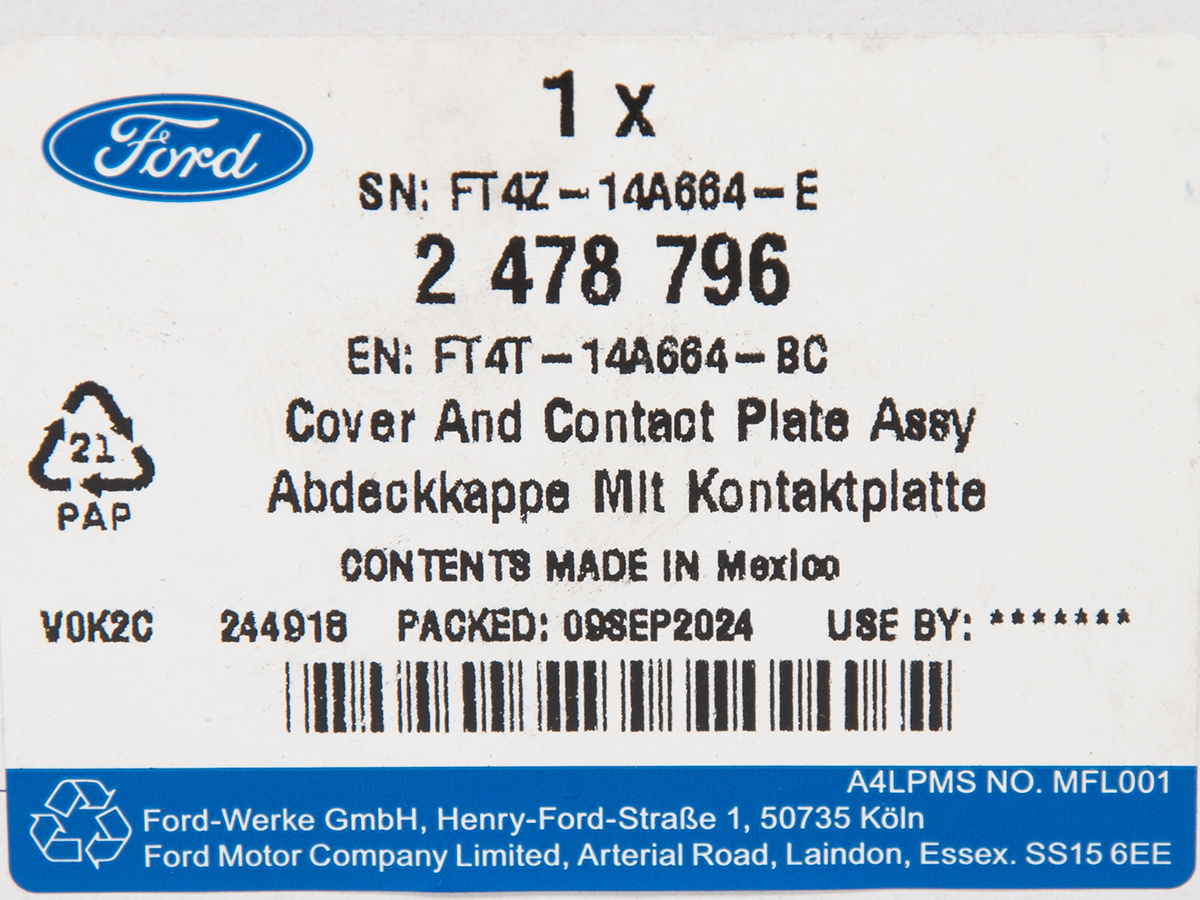 Ford
1 x
SN: FT4Z-14A664-E
2 478 796
EN: FT4T-14A664-BC
Cover And Contact Plate Assy
Abdeckkappe Mit Kontaktplatte
21
PAP
CONTENTS MADE IN Mexico
V0K2C 244918 PACKED: 09SEP2024 USE BY: *******
A4LPMS NO. MFL001
Ford-Werke GmbH, Henry-Ford-Straße 1, 50735 Köln
Ford Motor Company Limited, Arterial Road, Laindon, Essex. SS15 6EE